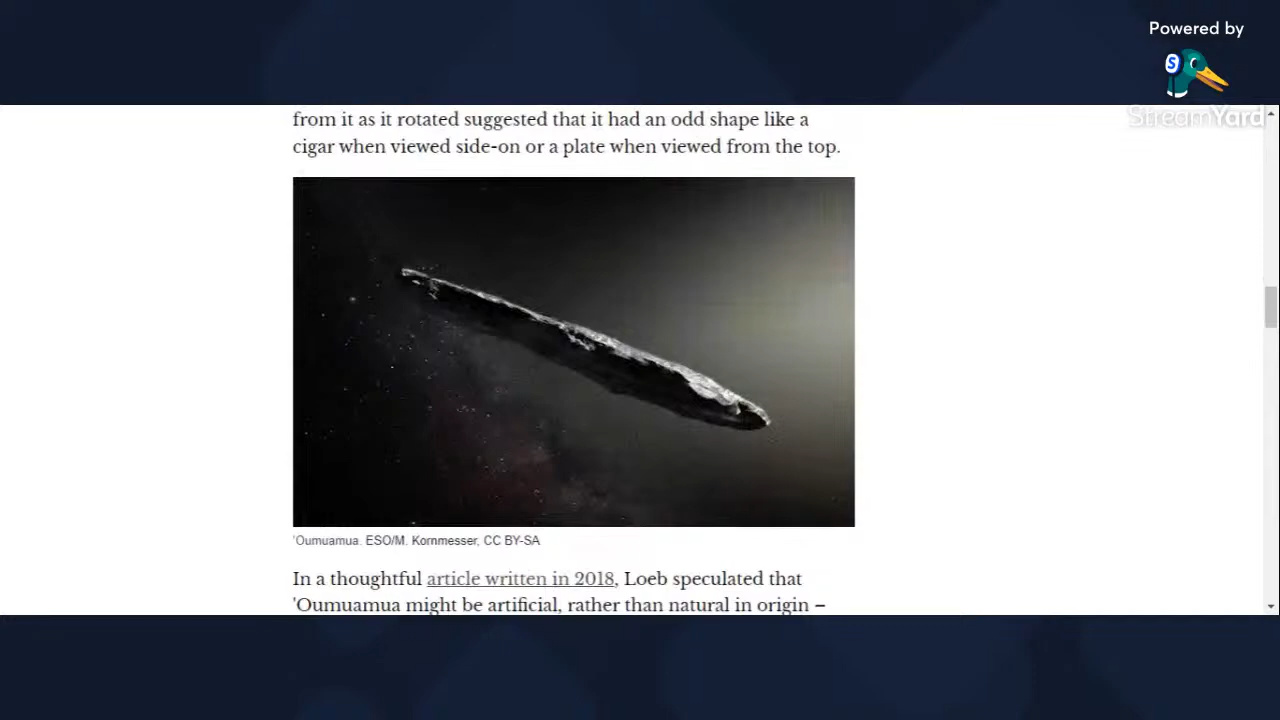 Powered by
S
StreamYard
from it as it rotated suggested that it had an odd shape like a
cigar when viewed side-on or a plate when viewed from the top.
'Oumuamua. ESO/M. Kornmesser, CC BY-SA
In a thoughtful article written in 2018, Loeb speculated that
'Oumuamua might be artificial, rather than natural in origin –